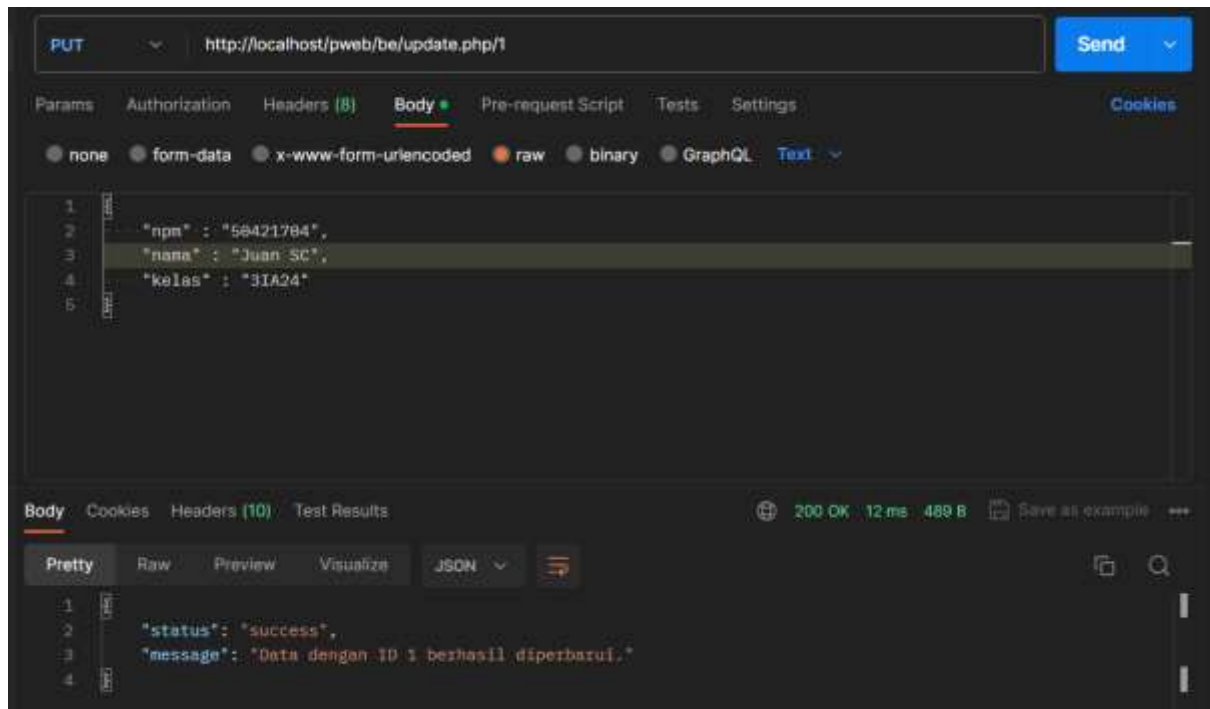 PUT http://localhost/pweb/be/update.php/1 Send
Params Authorization Headers (8) Body Pre-request Script Tests Settings Cookies
none form-data x-www-form-urlencoded raw binary GraphQL Text
1 {
2 "npm" : "50421704",
3 "nama" : "Juan SC",
4 "kelas" : "3IA24"
5 }
Body Cookies Headers (10) Test Results 200 OK 12 ms 489 B Save as example
Pretty Raw Preview Visualize JSON
1 {
2 "status": "success",
3 "message": "Data dengan ID 1 berhasil diperbarui."
4 }